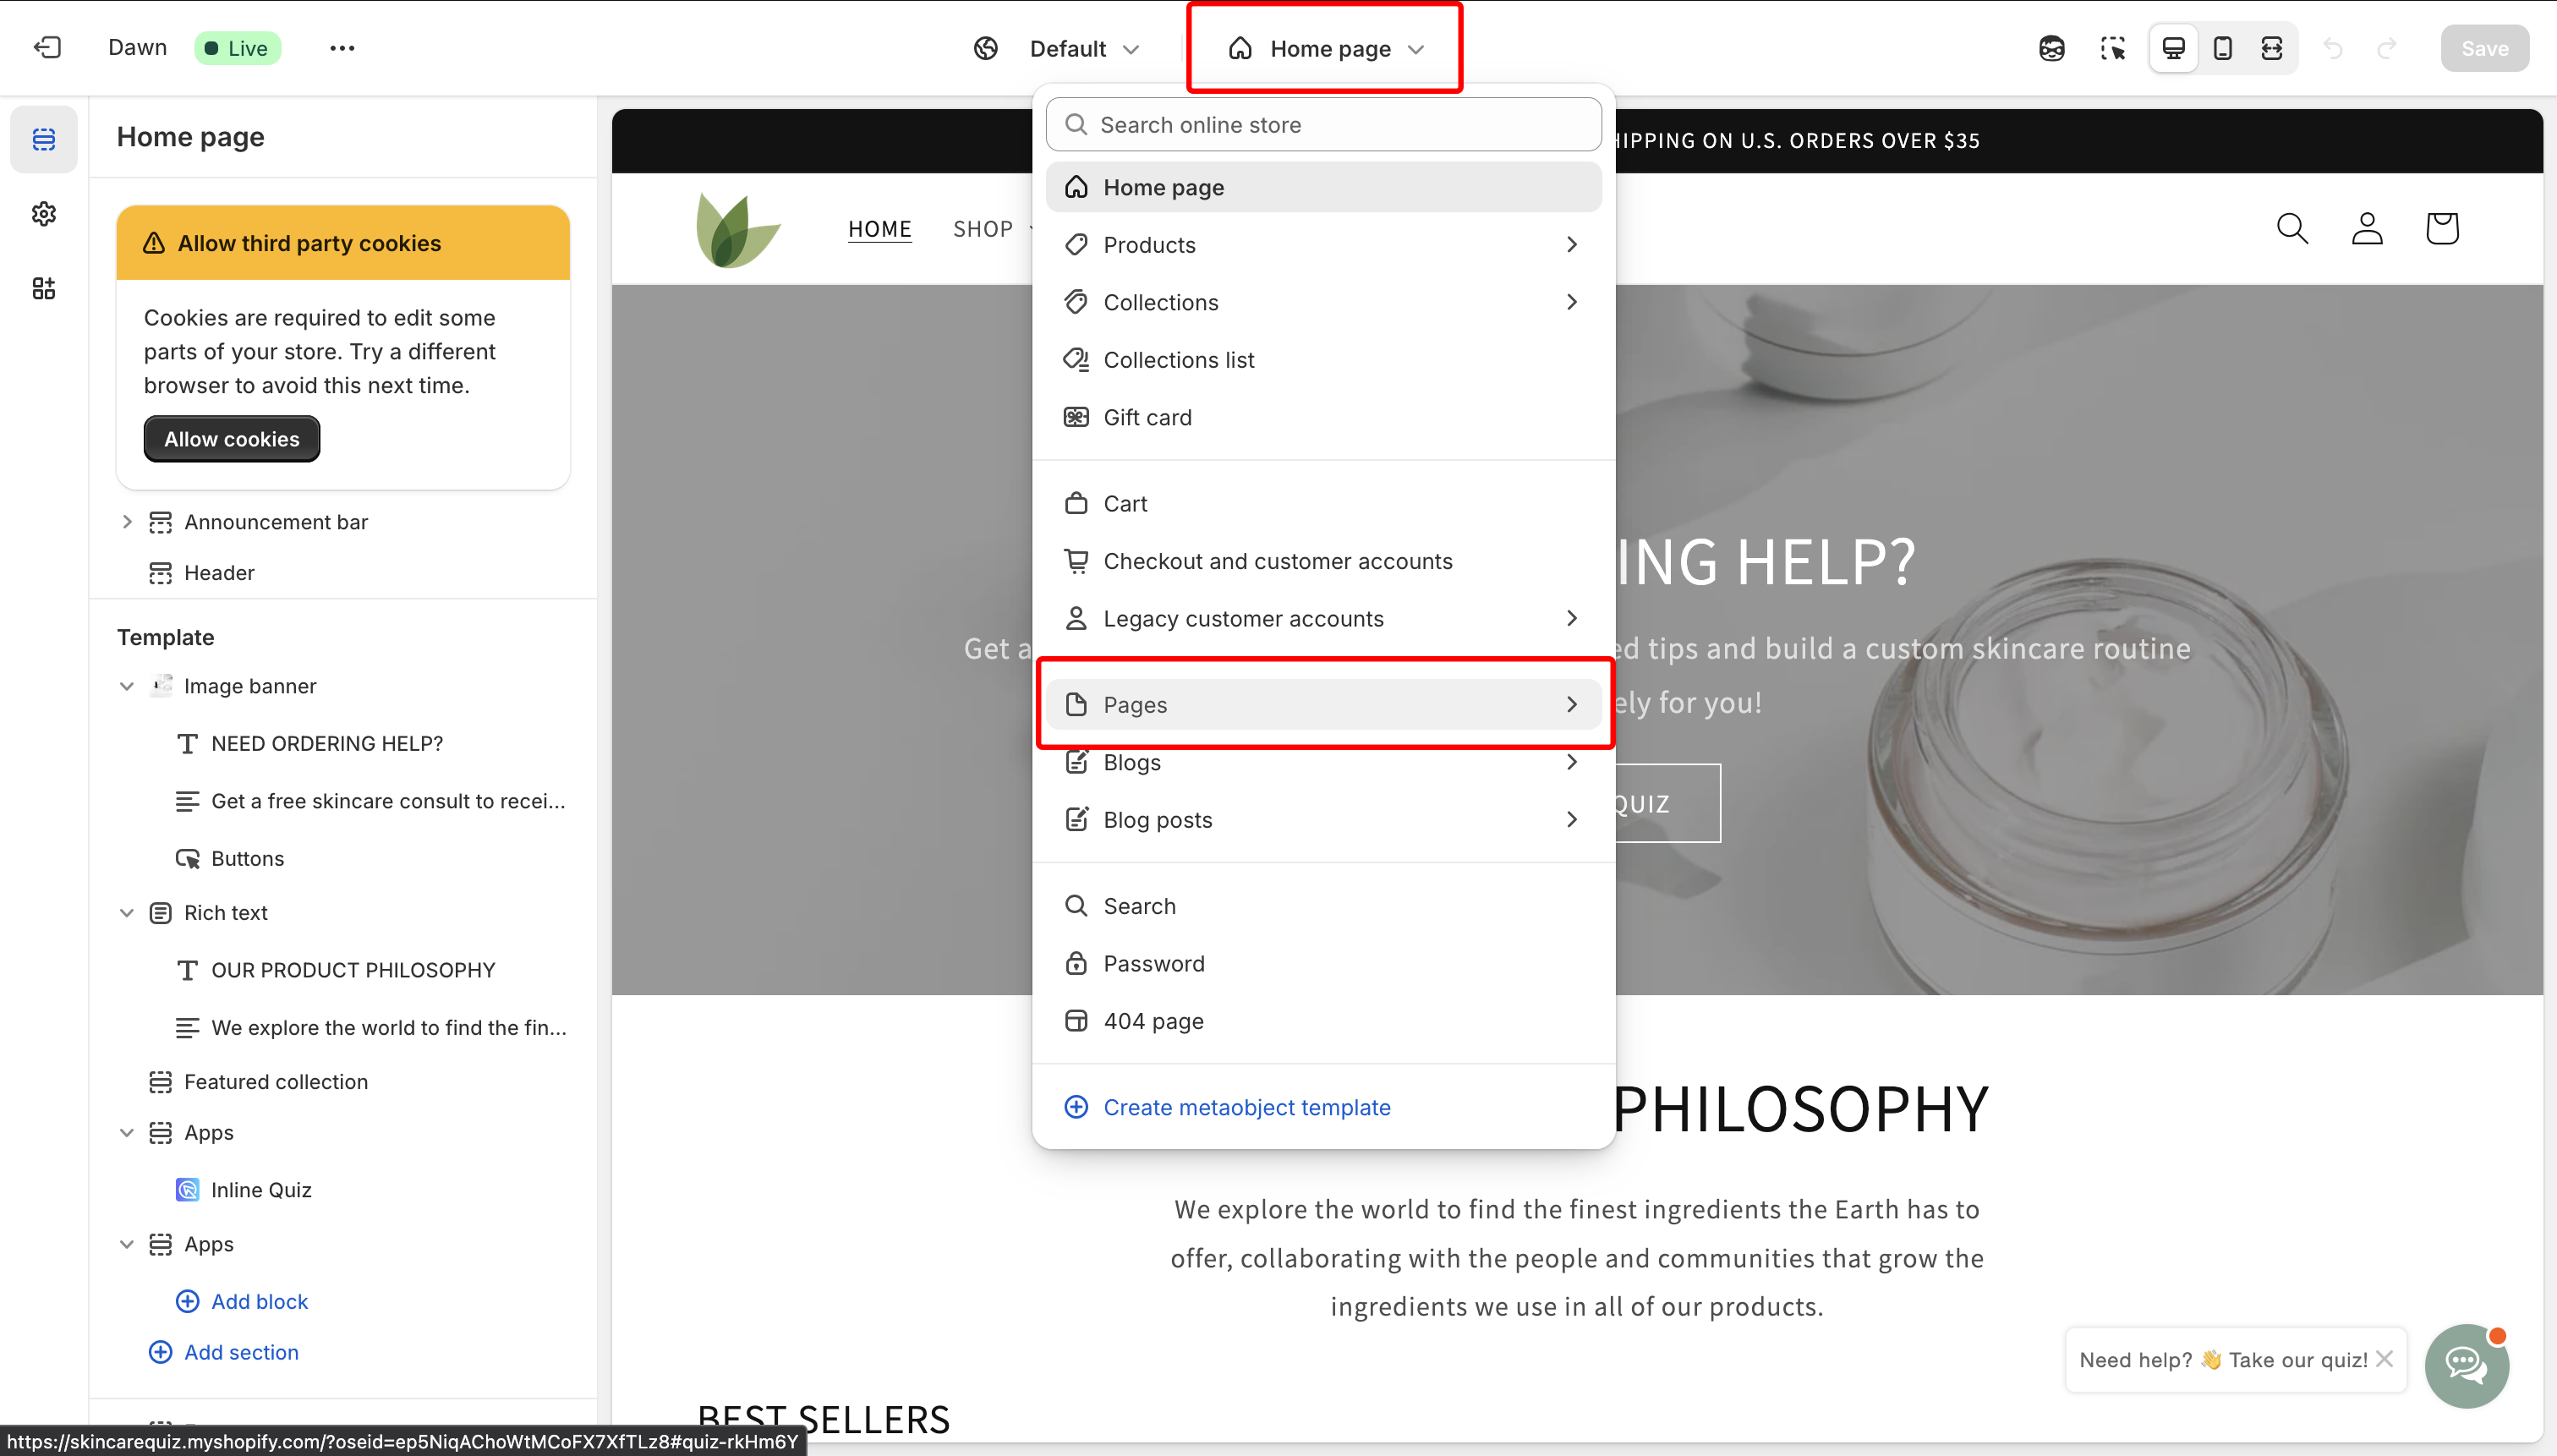 Dawn
Live
Default
Home page
Save
Home page
Allow third party cookies
Cookies are required to edit some
parts of your store. Try a different
browser to avoid this next time.
Allow cookies
Announcement bar
Header
Template
Image banner
NEED ORDERING HELP?
Get a free skincare consult to recei...
Buttons
Rich text
OUR PRODUCT PHILOSOPHY
We explore the world to find the fin...
Featured collection
Apps
Inline Quiz
Apps
Add block
Add section
https://skincarequiz.myshopify.com/?oseid=ep5NiqAChoWtMCoFX7XfTLz8#quiz-rkHm6Y
Search online store
Home page
Products
Collections
Collections list
Gift card
Cart
Checkout and customer accounts
Legacy customer accounts
Pages
Blogs
Blog posts
Search
Password
404 page
Create metaobject template
HIPPING ON U.S. ORDERS OVER $35
HOME
SHOP
ING HELP?
Get a
ed tips and build a custom skincare routine
ely for you!
QUIZ
PHILOSOPHY
We explore the world to find the finest ingredients the Earth has to
offer, collaborating with the people and communities that grow the
ingredients we use in all of our products.
BEST SELLERS
Need help? 👋 Take our quiz!